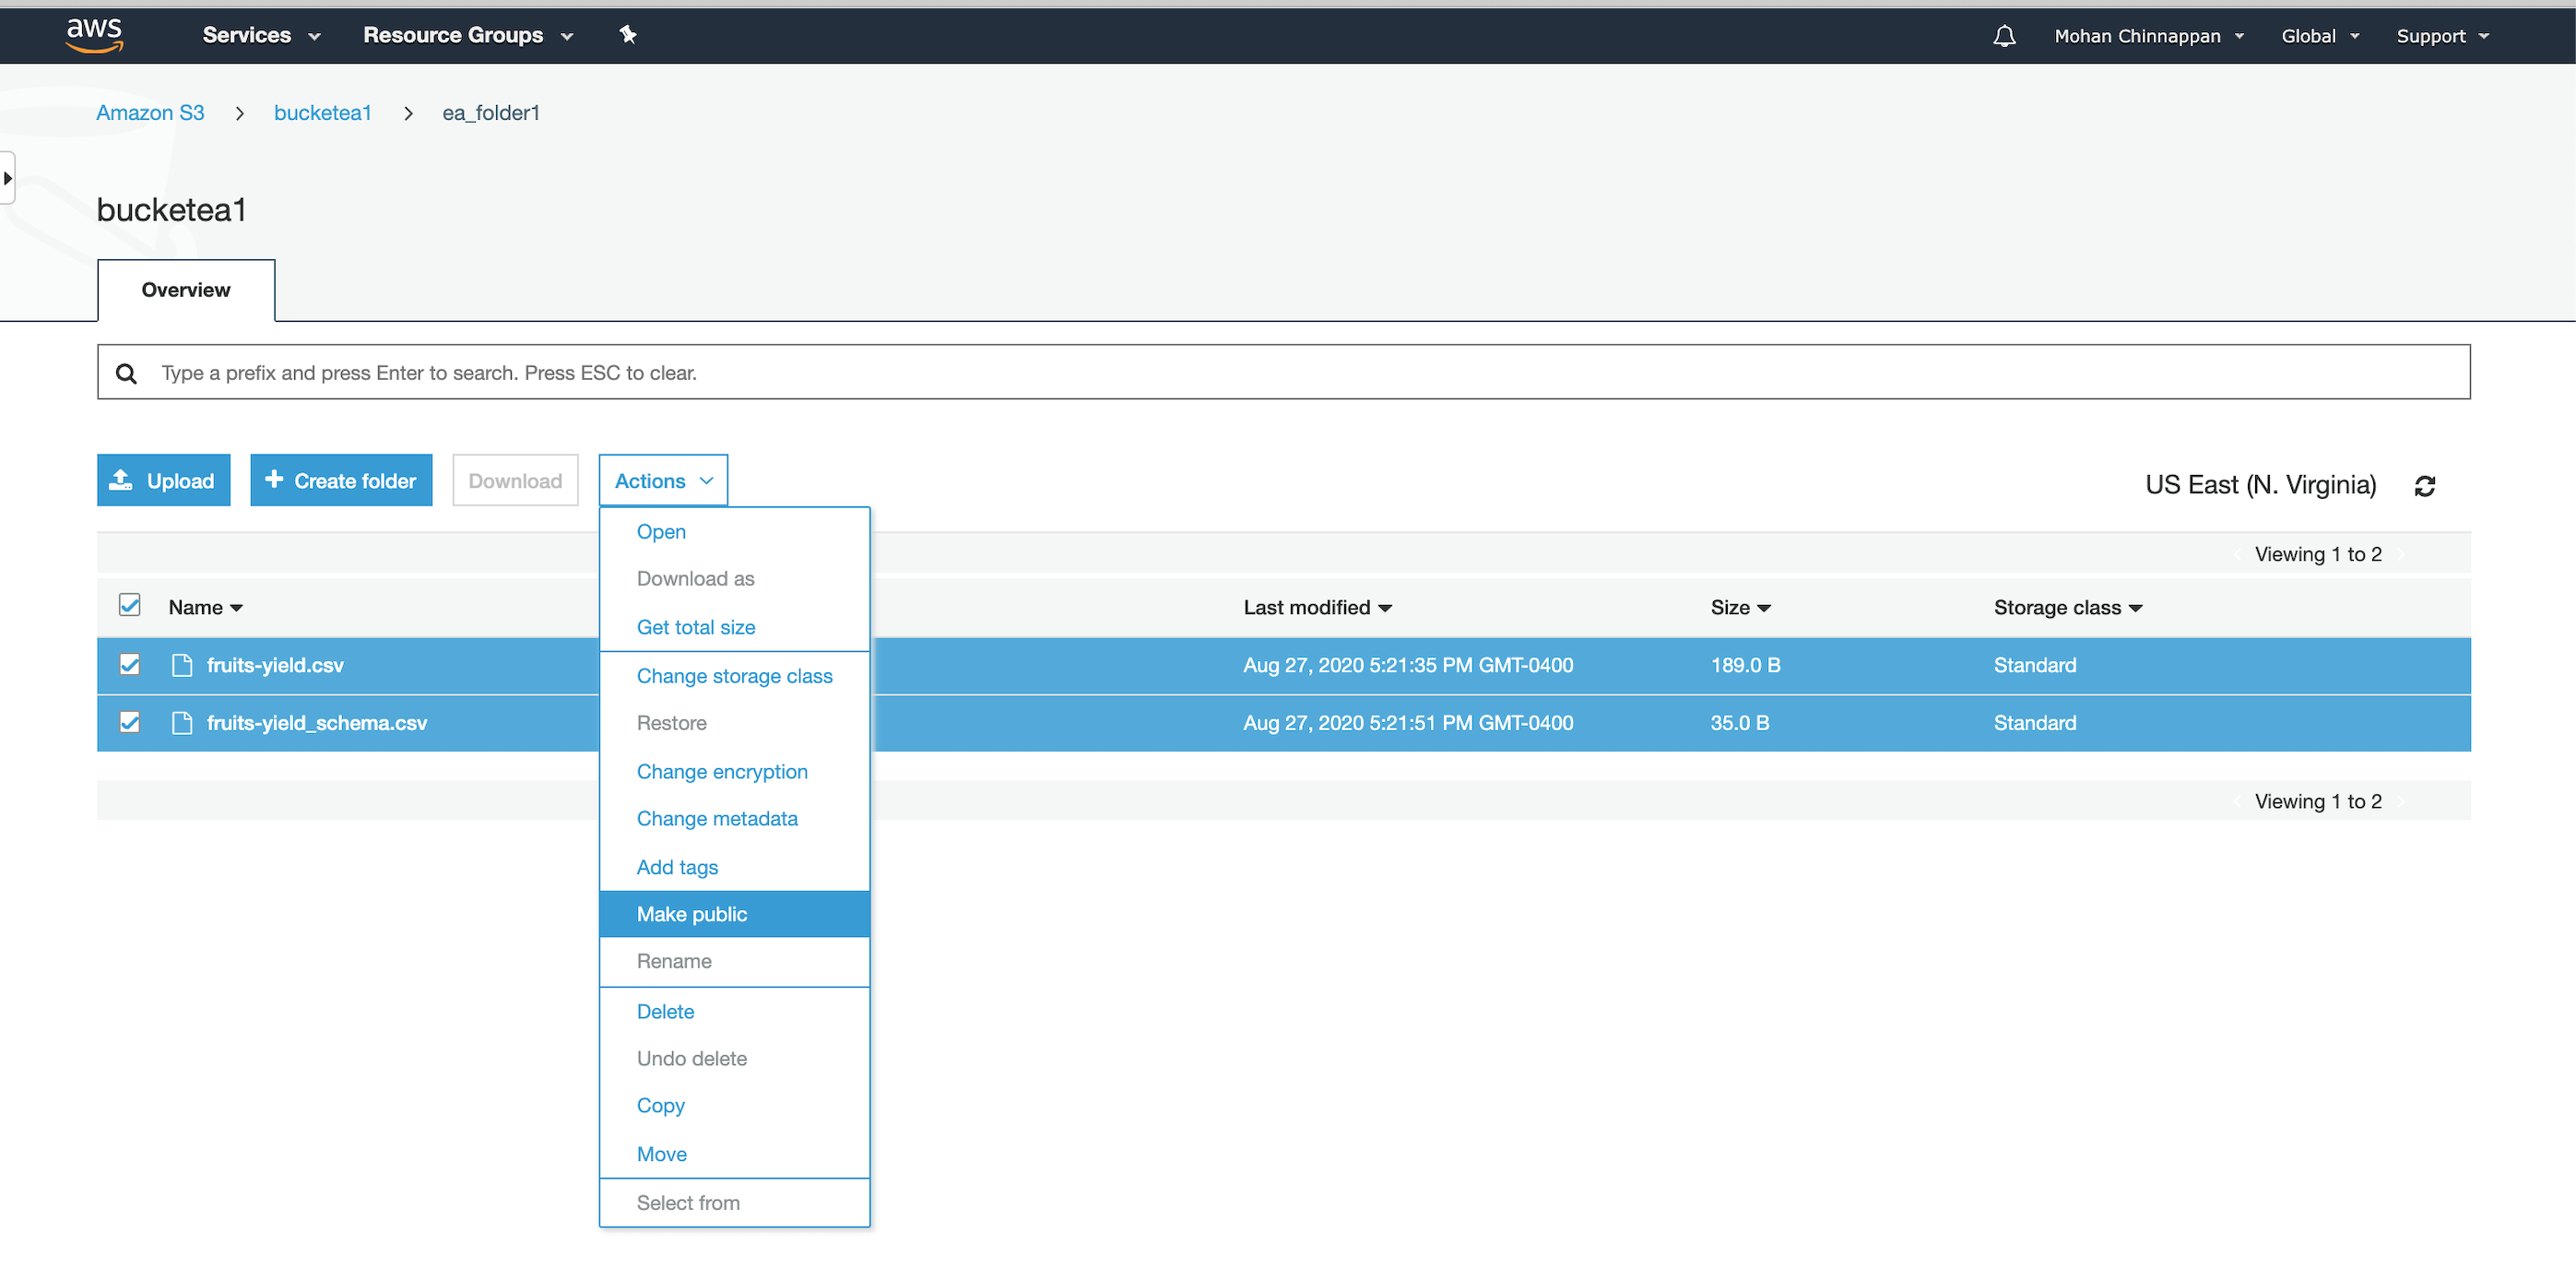 aws Services Resource Groups Mohan Chinnappan Global Support
Amazon S3 > bucketea1 > ea_folder1
bucketea1
Overview
Type a prefix and press Enter to search. Press ESC to clear.
Upload + Create folder Download Actions US East (N. Virginia)
Open
Viewing 1 to 2
Download as
Name Last modified Size Storage class
Get total size
fruits-yield.csv Aug 27, 2020 5:21:35 PM GMT-0400 189.0 B Standard
Change storage class
fruits-yield_schema.csv Aug 27, 2020 5:21:51 PM GMT-0400 35.0 B Standard
Restore
Change encryption
Viewing 1 to 2
Change metadata
Add tags
Make public
Rename
Delete
Undo delete
Copy
Move
Select from